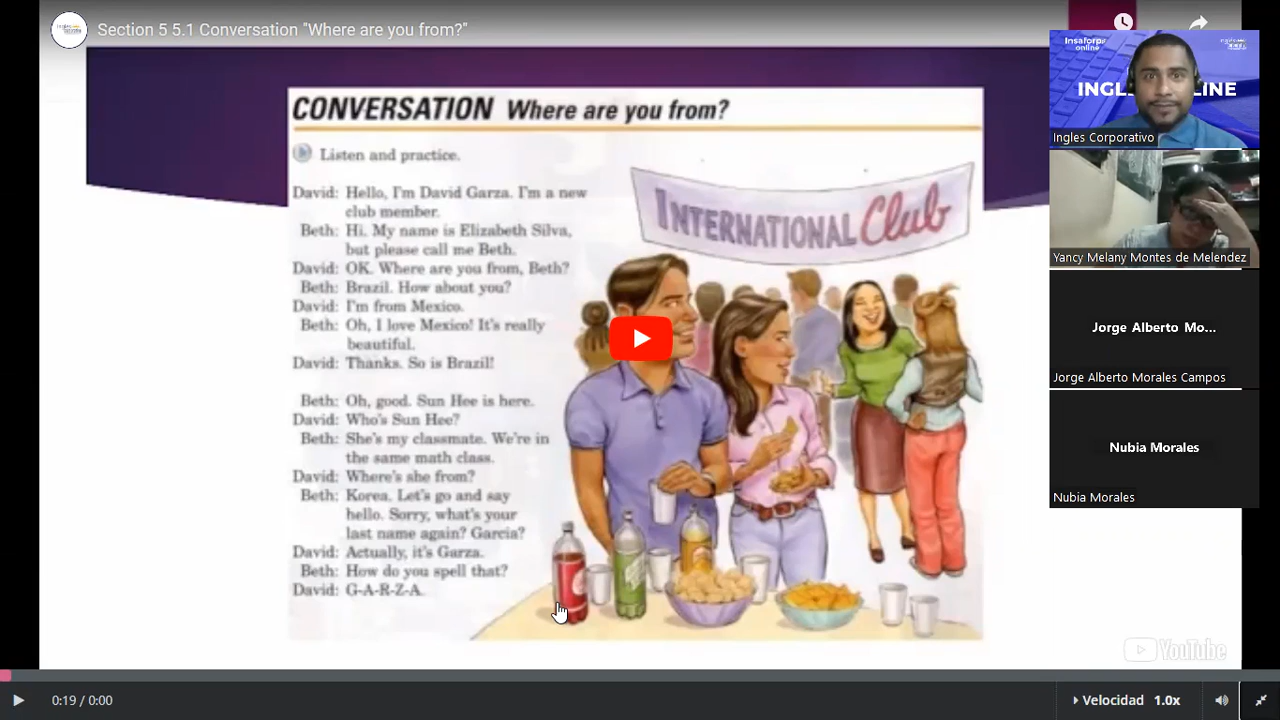 Section 5 5.1 Conversation "Where are you from?"
CONVERSATION Where are you from?
Listen and practice.
David: Hello, I'm David Garza. I'm a new
club member.
Beth: Hi. My name is Elizabeth Silva,
but please call me Beth.
David: OK. Where are you from, Beth?
Beth: Brazil. How about you?
David: I'm from Mexico.
Beth: Oh, I love Mexico! It's really
beautiful.
David: Thanks. So is Brazil!
Beth: Oh, good. Sun Hee is here.
David: Who's Sun Hee?
Beth: She's my classmate. We're in
the same math class.
David: Where's she from?
Beth: Korea. Let's go and say
hello. Sorry, what's your
last name again? Garcia?
David: Actually, it's Garza.
Beth: How do you spell that?
David: G-A-R-Z-A.
INTERNATIONAL Club
Insaforp
online
Ingles Corporativo
Yancy Melany Montes de Melendez
Jorge Alberto Mo...
Jorge Alberto Morales Campos
Nubia Morales
Nubia Morales
YouTube
0:19 / 0:00
Velocidad 1.0x